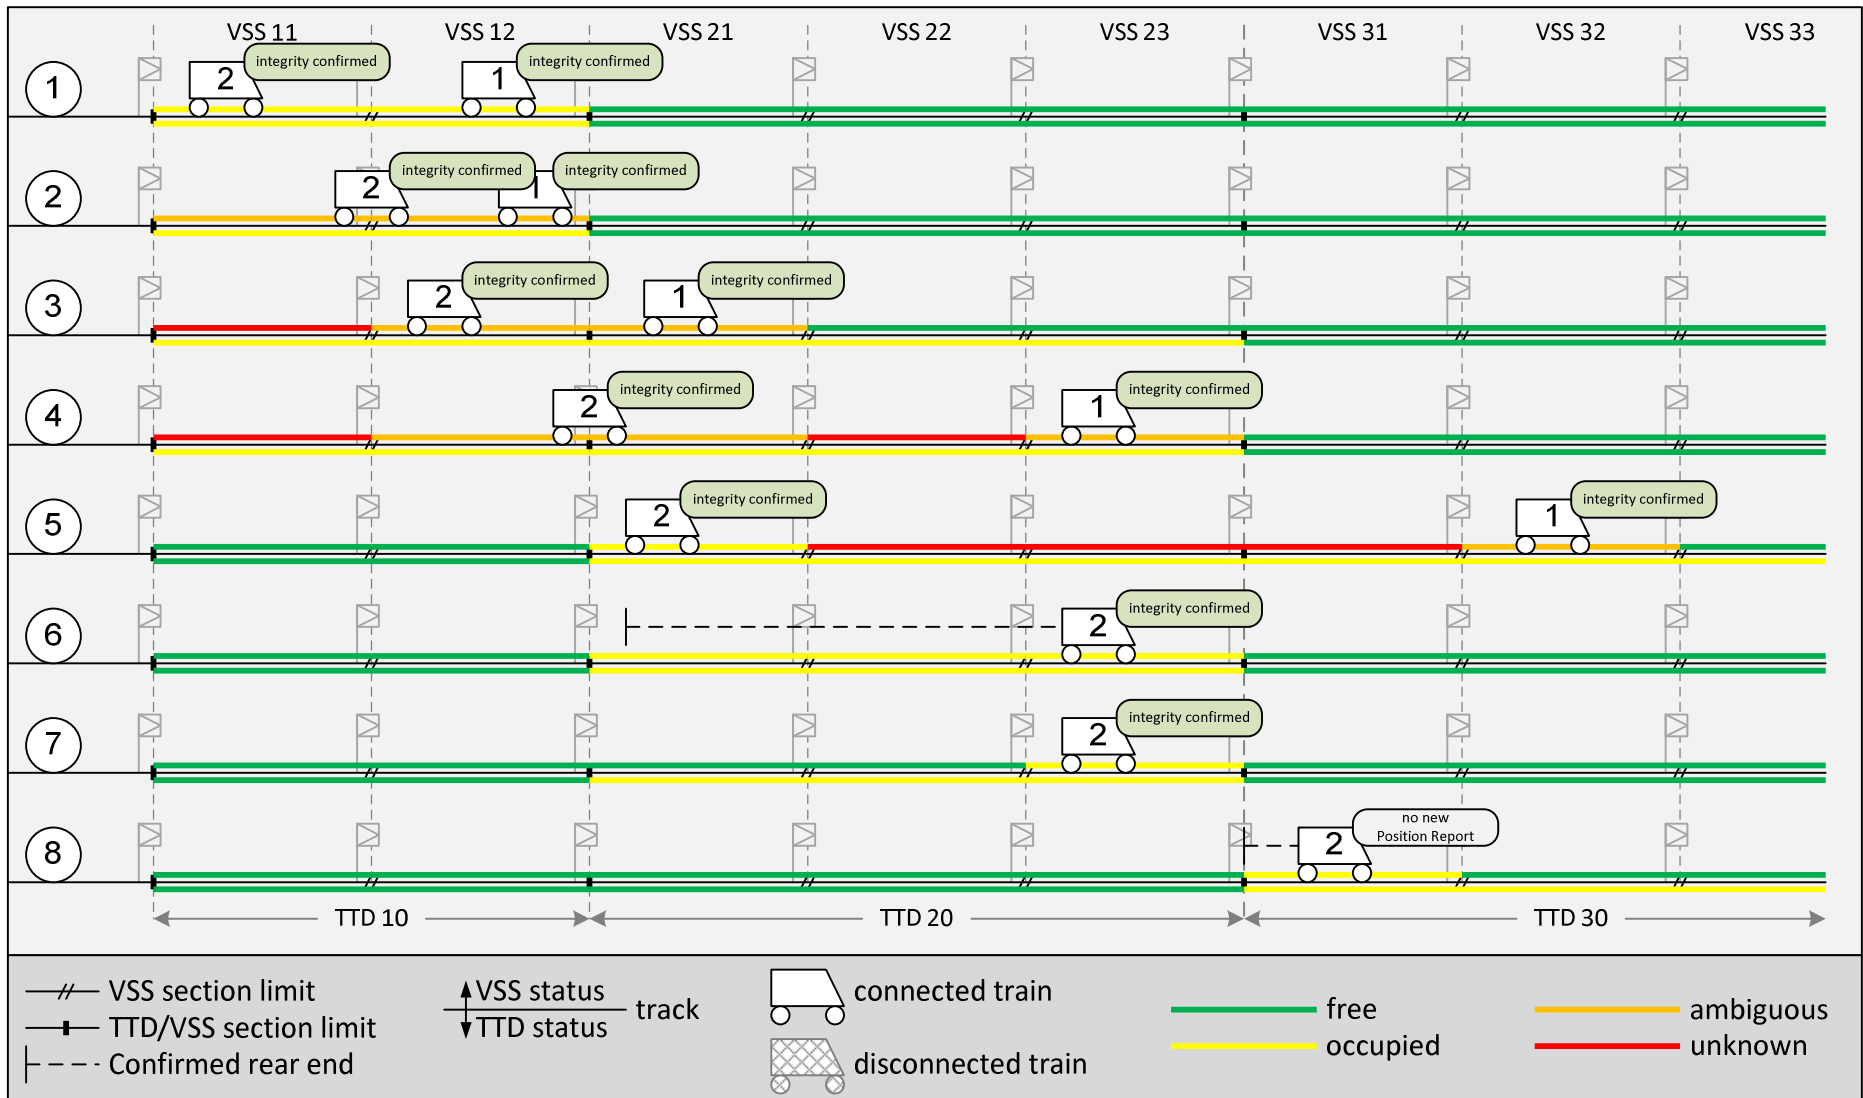 VSS 11 VSS 12 VSS 21 VSS 22 VSS 23 VSS 31 VSS 32 VSS 33
1 2 integrity confirmed 1 integrity confirmed
2 2 integrity confirmed 1 integrity confirmed
3 2 integrity confirmed 1 integrity confirmed
4 2 integrity confirmed 1 integrity confirmed
5 2 integrity confirmed 1 integrity confirmed
6 2 integrity confirmed
7 2 integrity confirmed
8 2 no new
Position Report
TTD 10 TTD 20 TTD 30
VSS section limit VSS status track connected train free ambiguous
TTD/VSS section limit TTD status occupied unknown
Confirmed rear end disconnected train